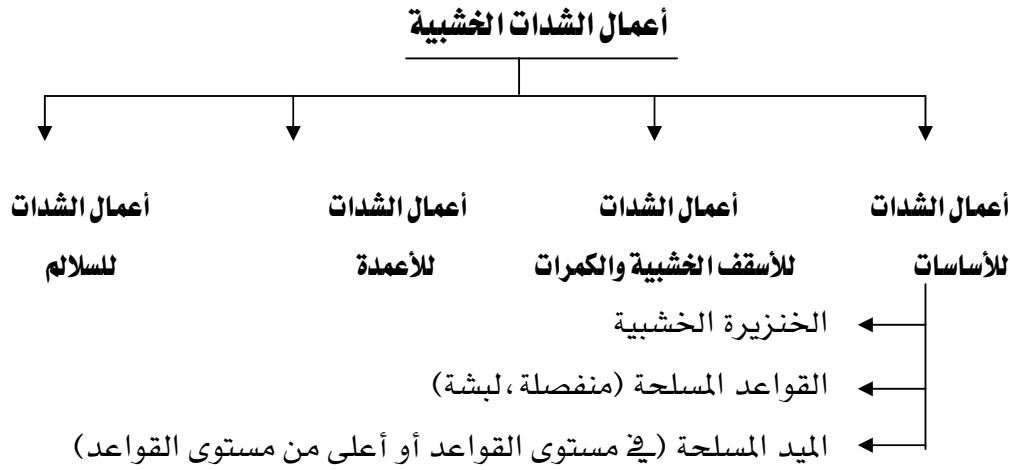 أعمال الشدات الخشبية
أعمال الشدات
للأساسات
أعمال الشدات
للأسقف الخشبية والكمرات
أعمال الشدات
للأعمدة
أعمال الشدات
للسلالم
الخنزيرة الخشبية
القواعد المسلحة (منفصلة، لبشة)
الميد المسلحة (في مستوى القواعد أو أعلى من مستوى القواعد)